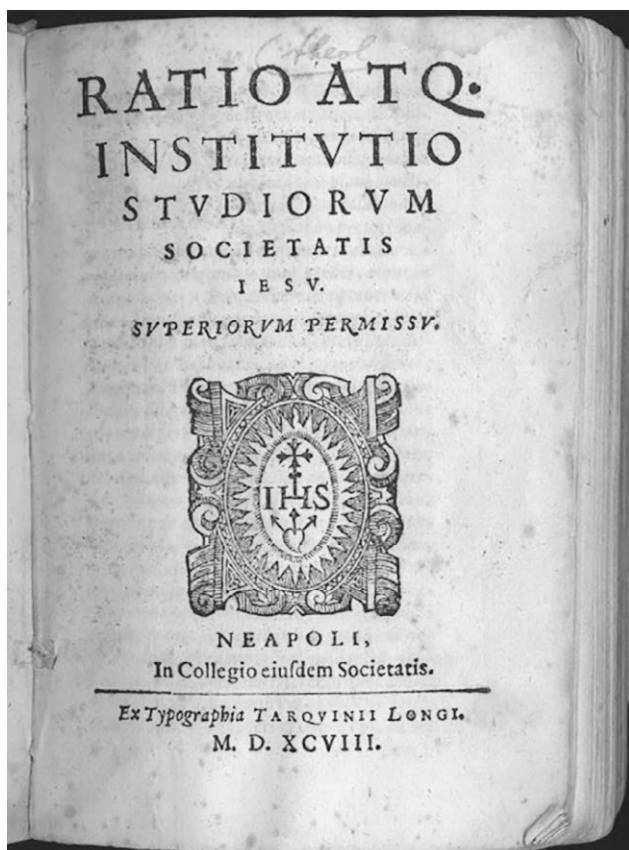 Theol
RATIO ATQ.
INSTITVTIO
STVDIORVM
SOCIETATIS
IESV.
SVPERIORVM PERMISSV.
IHS
NEAPOLI,
In Collegio eiuſdem Societatis.
Ex Typographia TARQVINII LONGI.
M. D. XCVIII.